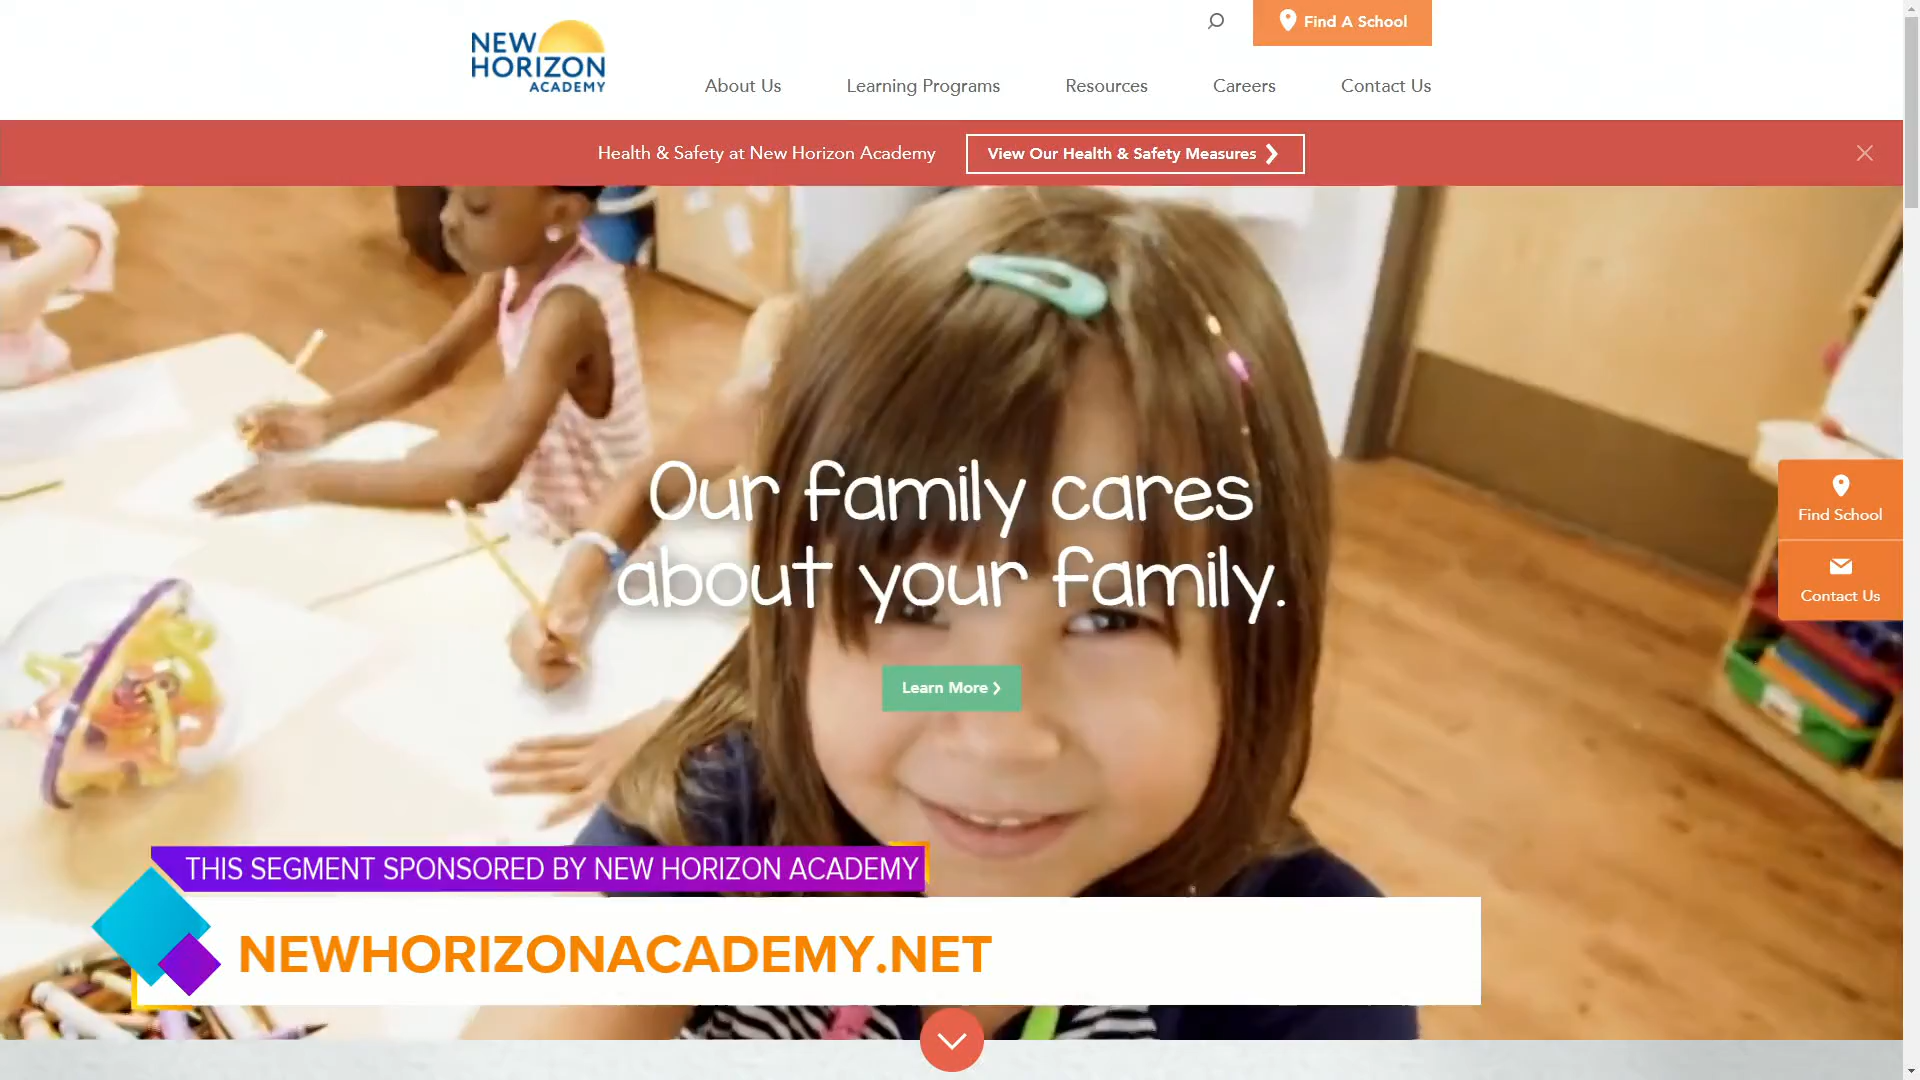 NEW
HORIZON
ACADEMY
Find A School
About Us
Learning Programs
Resources
Careers
Contact Us
Health & Safety at New Horizon Academy
View Our Health & Safety Measures
Our family cares
about your family.
Learn More
Find School
Contact Us
THIS SEGMENT SPONSORED BY NEW HORIZON ACADEMY
NEWHORIZONACADEMY.NET